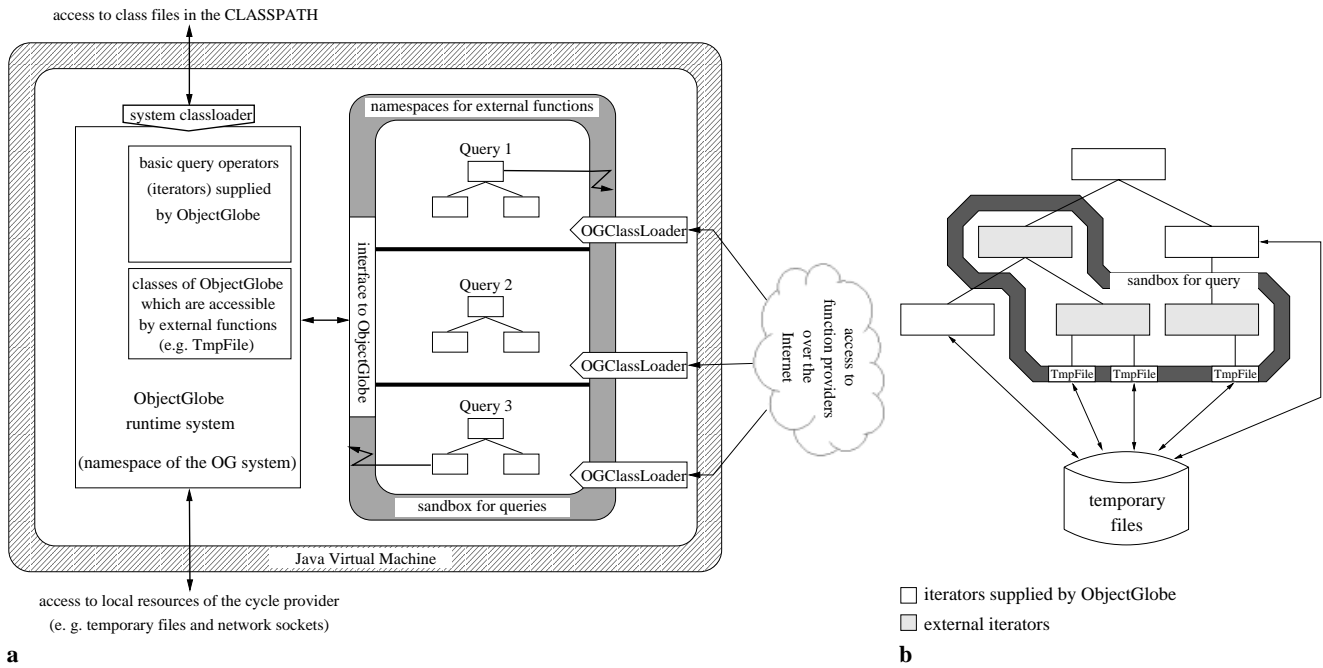 access to class files in the CLASSPATH
system classloader
basic query operators
(iterators) supplied
by ObjectGlobe
classes of ObjectGlobe
which are accessible
by external functions
(e.g. TmpFile)
ObjectGlobe
runtime system
(namespace of the OG system)
interface to ObjectGlobe
namespaces for external functions
Query 1
OGClassLoader
Query 2
OGClassLoader
Query 3
OGClassLoader
sandbox for queries
access to
function providers
over the
Internet
Java Virtual Machine
access to local resources of the cycle provider
(e. g. temporary files and network sockets)
a
sandbox for query
TmpFile
TmpFile
TmpFile
temporary
files
iterators supplied by ObjectGlobe
external iterators
b